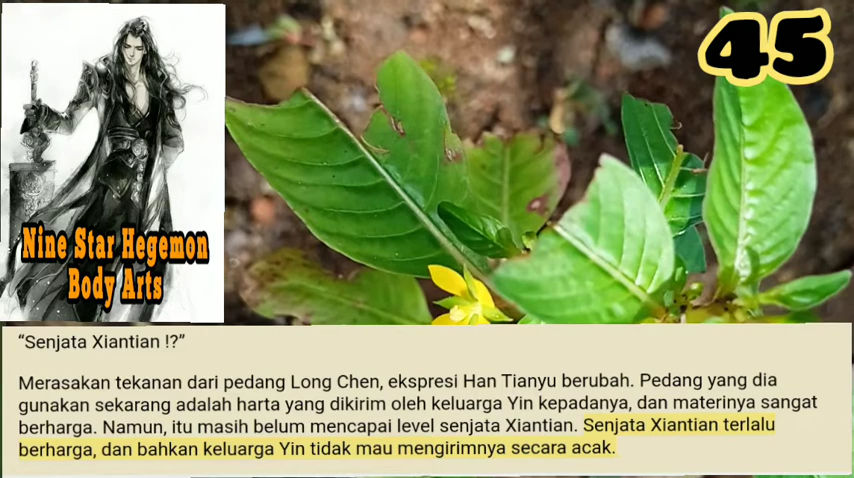 45
Nine Star Hegemon
Body Arts
“Senjata Xiantian !?”
Merasakan tekanan dari pedang Long Chen, ekspresi Han Tianyu berubah. Pedang yang dia
gunakan sekarang adalah harta yang dikirim oleh keluarga Yin kepadanya, dan materinya sangat
berharga. Namun, itu masih belum mencapai level senjata Xiantian. Senjata Xiantian terlalu
berharga, dan bahkan keluarga Yin tidak mau mengirimnya secara acak.